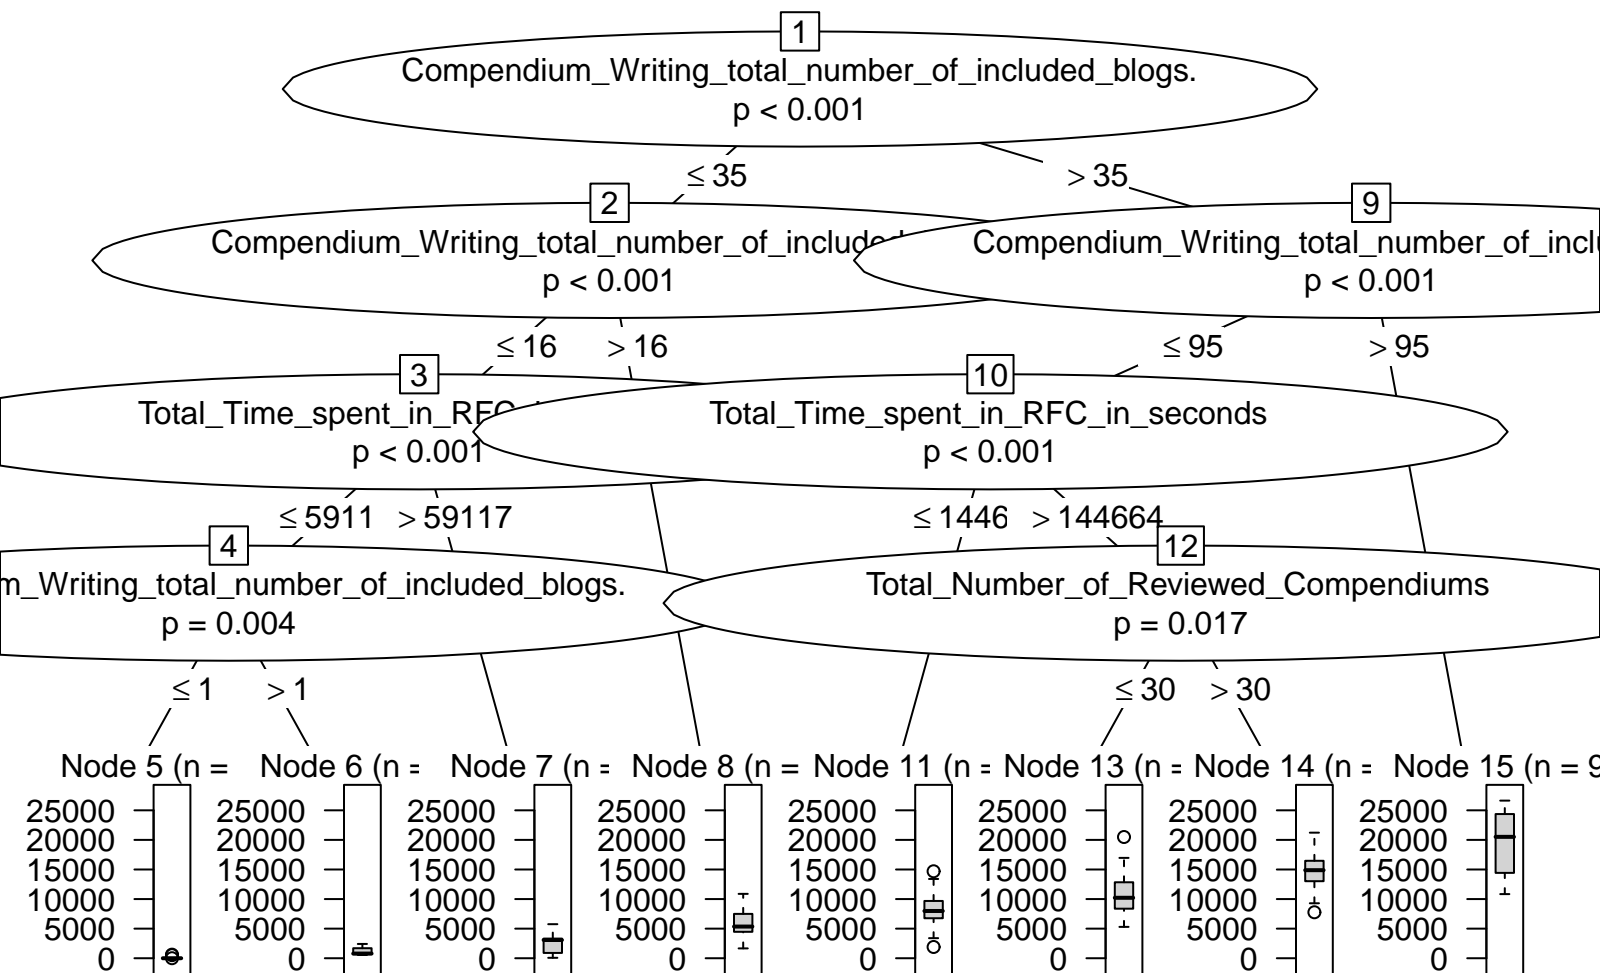 1
Compendium_Writing_total_number_of_included_blogs.
p < 0.001
≤ 35
> 35
2
Compendium_Writing_total_number_of_included
p < 0.001
9
Compendium_Writing_total_number_of_inclu
p < 0.001
≤ 16
> 16
≤ 95
> 95
3
Total_Time_spent_in_RFC_
p < 0.001
10
Total_Time_spent_in_RFC_in_seconds
p < 0.001
≤ 5911
> 59117
≤ 1446
> 144664
4
m_Writing_total_number_of_included_blogs.
p = 0.004
12
Total_Number_of_Reviewed_Compendiums
p = 0.017
≤ 1
> 1
≤ 30
> 30
Node 5 (n = Node 6 (n = Node 7 (n = Node 8 (n = Node 11 (n = Node 13 (n = Node 14 (n = Node 15 (n = 9
25000 25000 25000 25000 25000 25000 25000 25000
20000 20000 20000 20000 20000 20000 20000 20000
15000 15000 15000 15000 15000 15000 15000 15000
10000 10000 10000 10000 10000 10000 10000 10000
5000 5000 5000 5000 5000 5000 5000 5000
0 0 0 0 0 0 0 0